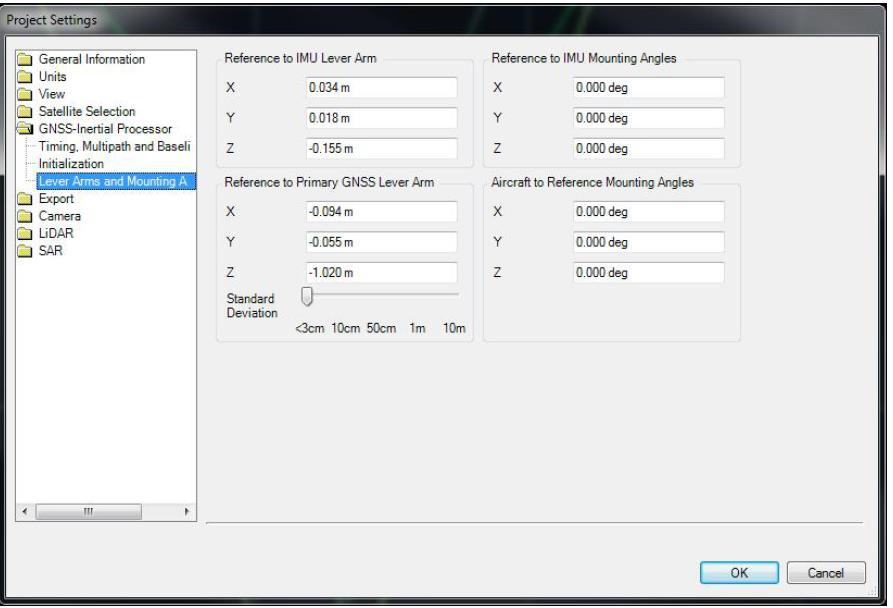 Project Settings
General Information
Units
View
Satellite Selection
GNSS-Inertial Processor
Timing, Multipath and Baseli
Initialization
Lever Arms and Mounting A
Export
Camera
LiDAR
SAR
Reference to IMU Lever Arm
X 0.034 m
Y 0.018 m
Z -0.155 m
Reference to IMU Mounting Angles
X 0.000 deg
Y 0.000 deg
Z 0.000 deg
Reference to Primary GNSS Lever Arm
X -0.094 m
Y -0.055 m
Z -1.020 m
Standard
Deviation
<3cm 10cm 50cm 1m 10m
Aircraft to Reference Mounting Angles
X 0.000 deg
Y 0.000 deg
Z 0.000 deg
OK Cancel